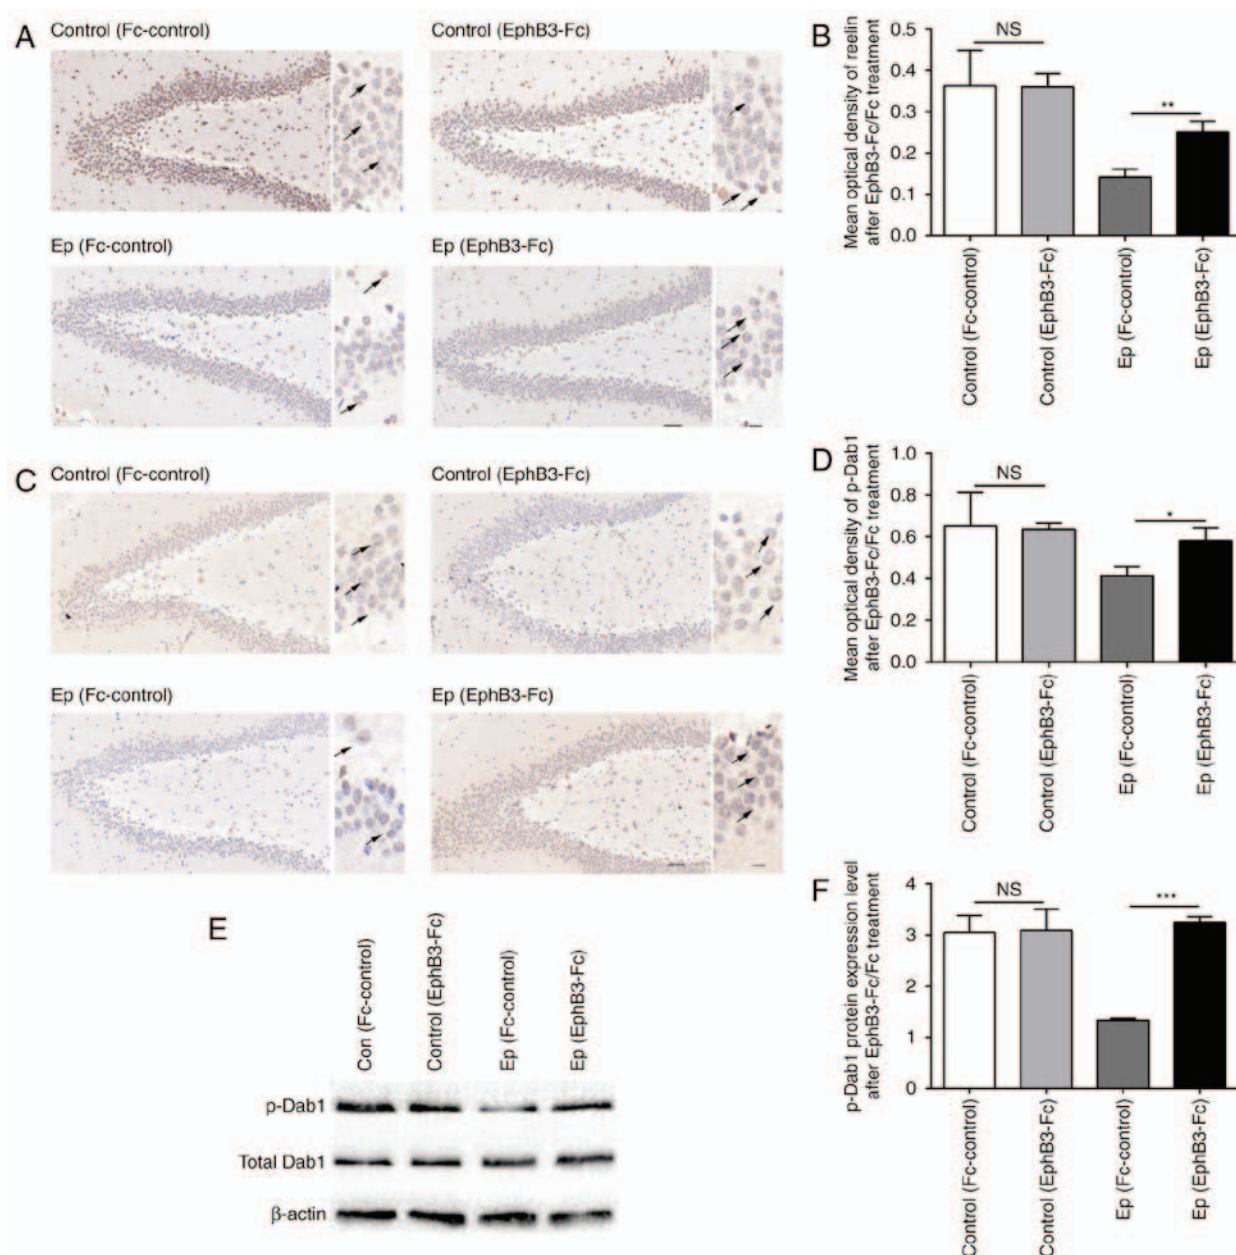 A
Control (Fc-control)
Control (EphB3-Fc)
Ep (Fc-control)
Ep (EphB3-Fc)
B
Mean optical density of reelin
after EphB3-Fc/Fc treatment
0.5
0.4
0.3
0.2
0.1
0.0
NS
**
Control (Fc-control)
Control (EphB3-Fc)
Ep (Fc-control)
Ep (EphB3-Fc)
C
Control (Fc-control)
Control (EphB3-Fc)
Ep (Fc-control)
Ep (EphB3-Fc)
D
Mean optical density of p-Dab1
after EphB3-Fc/Fc treatment
1.0
0.8
0.6
0.4
0.2
0.0
NS
*
Control (Fc-control)
Control (EphB3-Fc)
Ep (Fc-control)
Ep (EphB3-Fc)
E
Con (Fc-control)
Control (EphB3-Fc)
Ep (Fc-control)
Ep (EphB3-Fc)
p-Dab1
Total Dab1
β-actin
F
p-Dab1 protein expression level
after EphB3-Fc/Fc treatment
4
3
2
1
0
NS
***
Control (Fc-control)
Control (EphB3-Fc)
Ep (Fc-control)
Ep (EphB3-Fc)